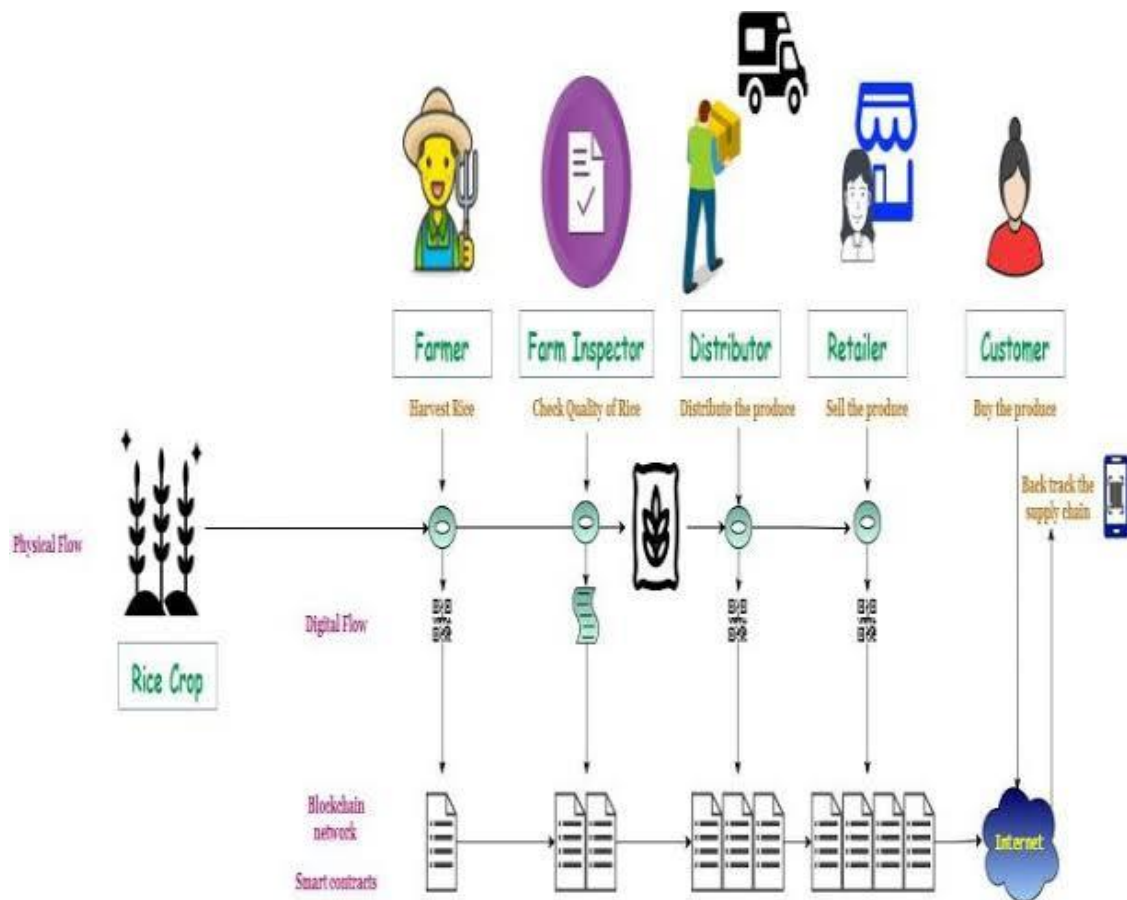 Farmer
Farm Inspector
Distributor
Retailer
Customer
Harvest Rice
Check Quality of Rice
Distribute the produce
Sell the produce
Buy the produce
Back track the
supply chain
Physical Flow
Digital Flow
Rice Crop
Blockchain
network
Smart contracts
Internet